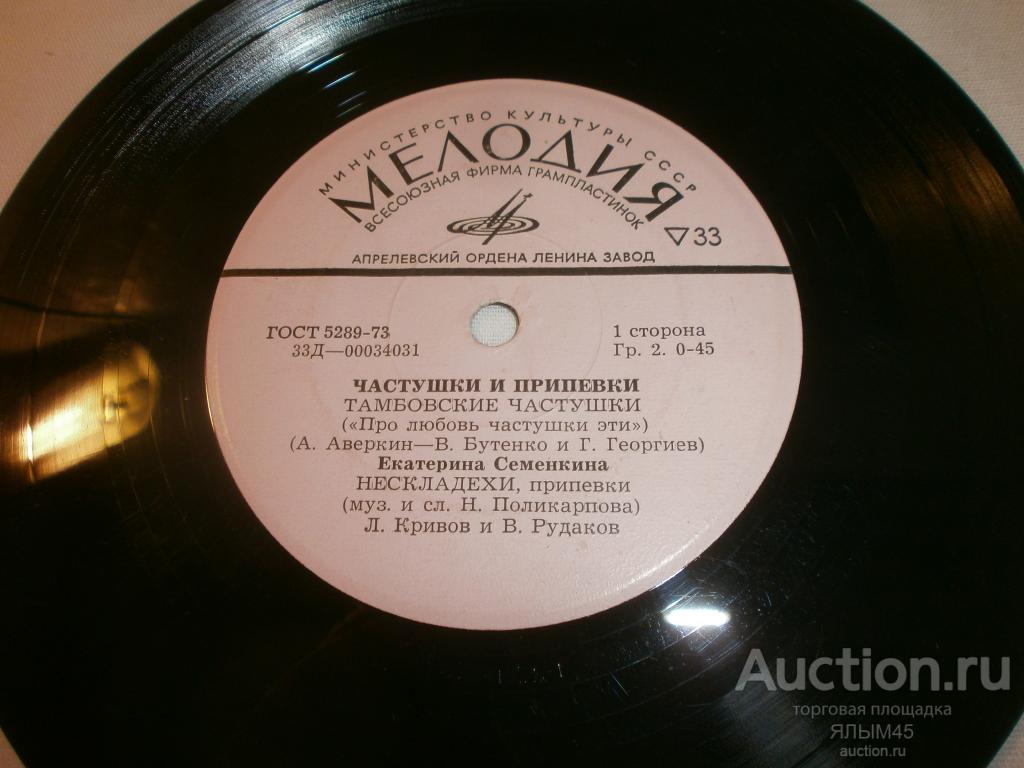 МИНИСТЕРСТВО КУЛЬТУРЫ СССР
МЕЛОДИЯ
ВСЕСОЮЗНАЯ ФИРМА ГРАМПЛАСТИНОК
33
АПРЕЛЕВСКИЙ ОРДЕНА ЛЕНИНА ЗАВОД
ГОСТ 5289-73
33Д—00034031
1 сторона
Гр. 2. 0-45
ЧАСТУШКИ И ПРИПЕВКИ
ТАМБОВСКИЕ ЧАСТУШКИ
(«Про любовь частушки эти»)
(А. Аверкин—В. Бутенко и Г. Георгиев)
Екатерина Семенкина
НЕСКЛАДЕХИ, припевки
(муз. и сл. Н. Поликарпова)
Л. Кривов и В. Рудаков
Auction.ru
торговая площадка
ЯЛЫМ45
auction.ru